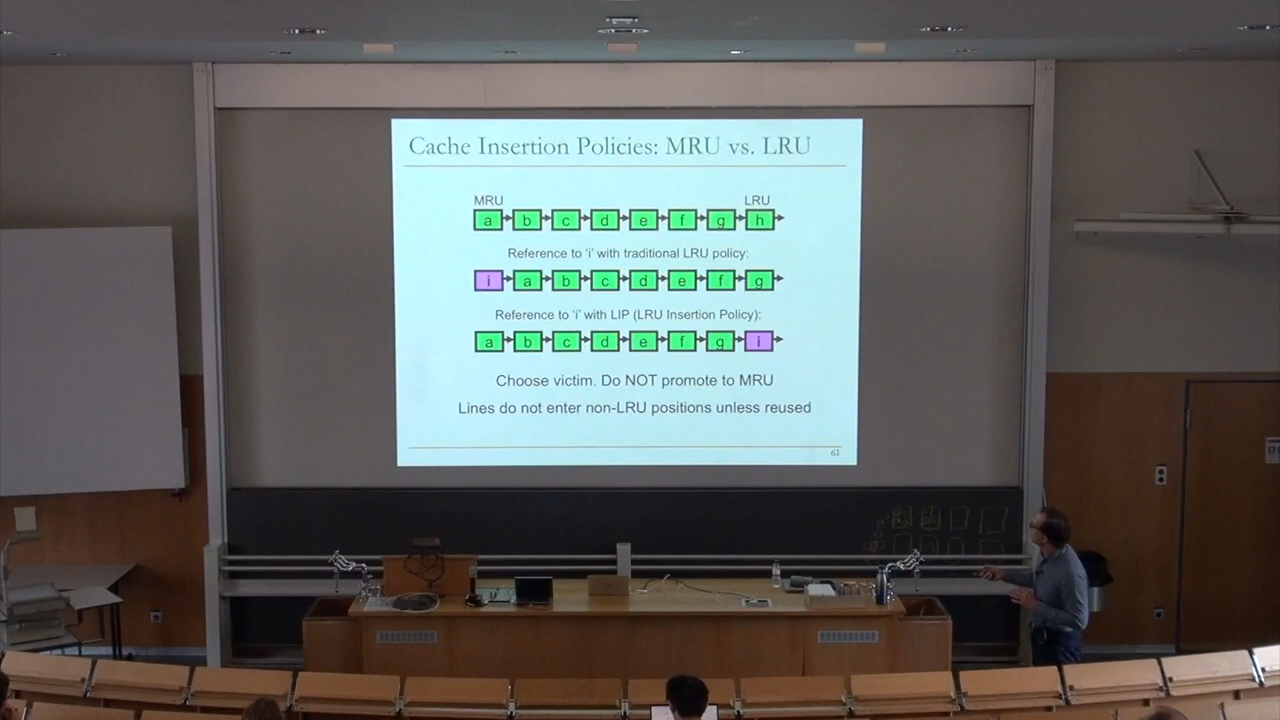 Cache Insertion Policies: MRU vs. LRU
MRU LRU
a b c d e f g h
Reference to 'i' with traditional LRU policy:
i a b c d e f g
Reference to 'i' with LIP (LRU Insertion Policy):
a b c d e f g i
Choose victim. Do NOT promote to MRU
Lines do not enter non-LRU positions unless reused
61